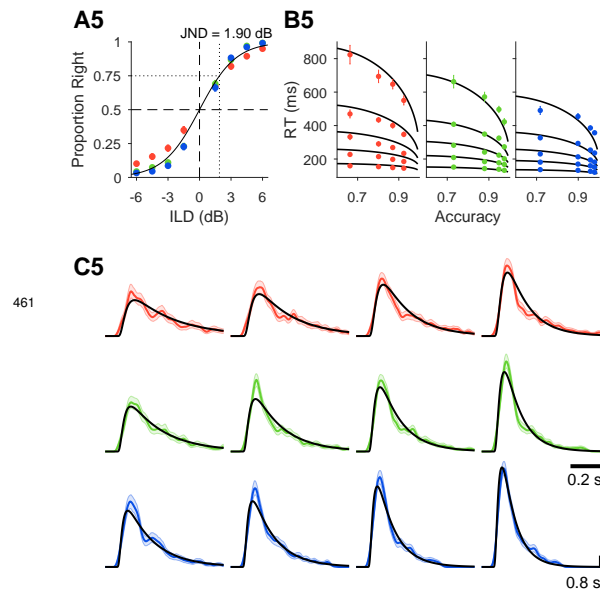 A5
JND = 1.90 dB
B5
Proportion Right
1
0.75
0.5
0.25
0
-6 -3 0 3 6
ILD (dB)
RT (ms)
800
600
400
200
0.7 0.9 0.7 0.9 0.7 0.9
Accuracy
C5
461
0.2 s
0.8 s